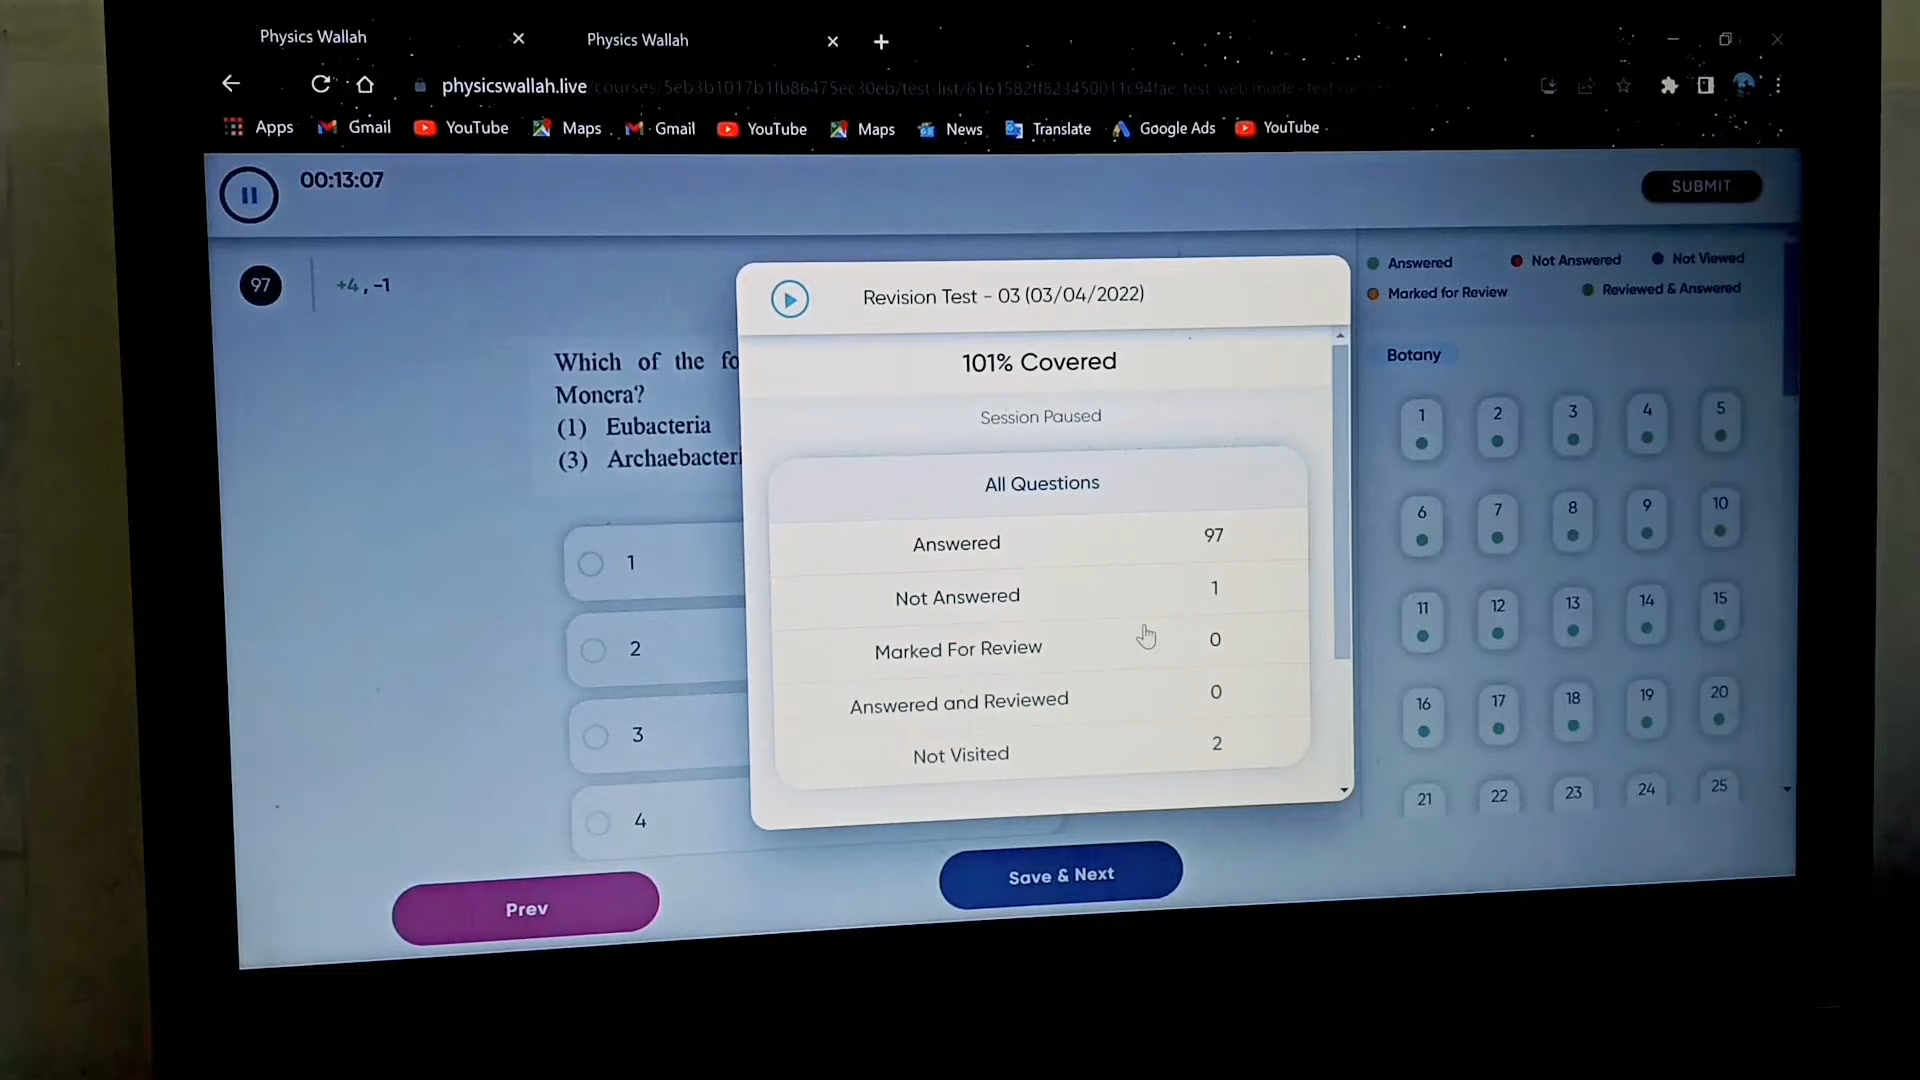 Physics Wallah
Physics Wallah
physicswallah.live/courses/5eb3b1017b1fb86475ec30eb/test-list/6161582ff823450011c94fae
Apps Gmail YouTube Maps Gmail YouTube Maps News Translate Google Ads YouTube
00:13:07
SUBMIT
97
+4, -1
Which of the fo
Monera?
(1) Eubacteria
(3) Archaebacteri
1
2
3
4
Prev
Save & Next
Revision Test - 03 (03/04/2022)
101% Covered
Session Paused
All Questions
Answered 97
Not Answered 1
Marked For Review 0
Answered and Reviewed 0
Not Visited 2
Answered Not Answered Not Viewed
Marked for Review Reviewed & Answered
Botany
1 2 3 4 5
6 7 8 9 10
11 12 13 14 15
16 17 18 19 20
21 22 23 24 25